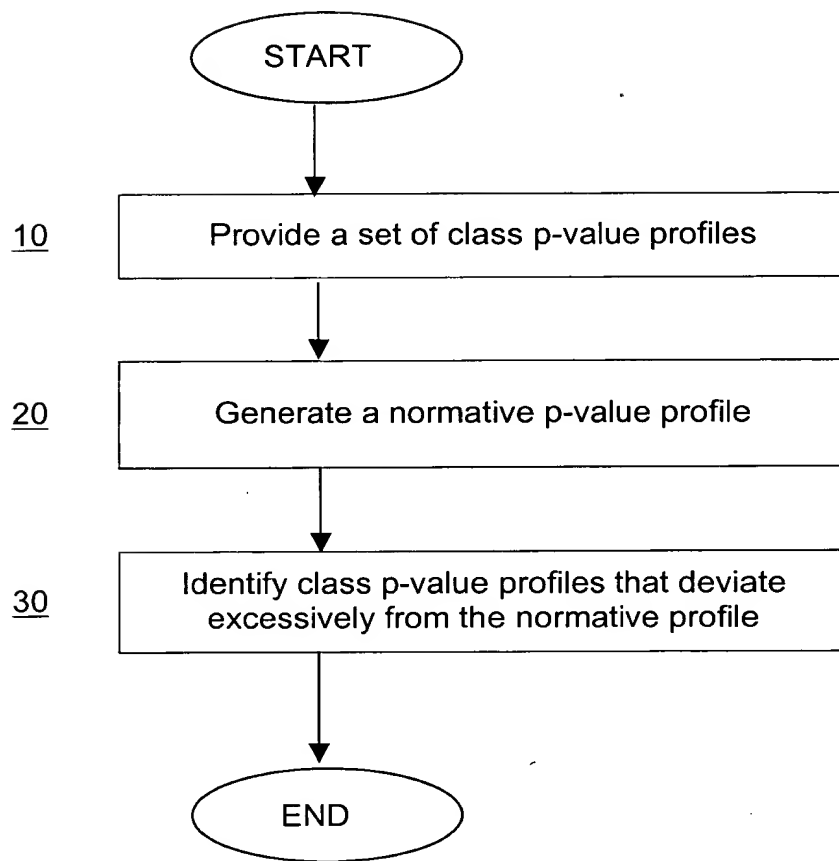 START
10
Provide a set of class p-value profiles
20
Generate a normative p-value profile
30
Identify class p-value profiles that deviate
excessively from the normative profile
END